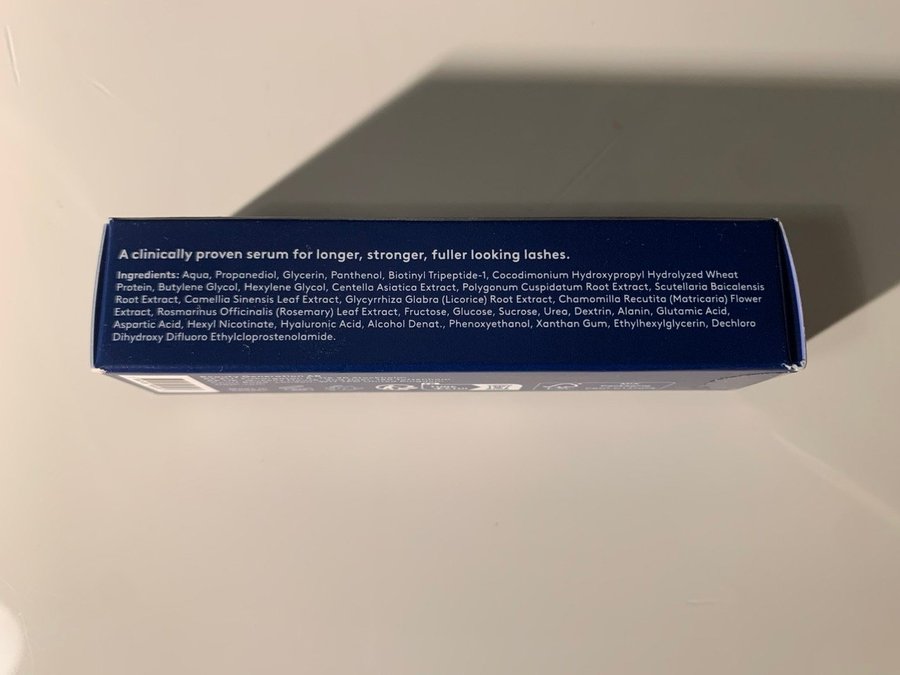 A clinically proven serum for longer, stronger, fuller looking lashes.
Ingredients: Aqua, Propanediol, Glycerin, Panthenol, Biotinyl Tripeptide-1, Cocodimonium Hydroxypropyl Hydrolyzed Wheat
Protein, Butylene Glycol, Hexylene Glycol, Centella Asiatica Extract, Polygonum Cuspidatum Root Extract, Scutellaria Baicalensis
Root Extract, Camellia Sinensis Leaf Extract, Glycyrrhiza Glabra (Licorice) Root Extract, Chamomilla Recutita (Matricaria) Flower
Extract, Rosmarinus Officinalis (Rosemary) Leaf Extract, Fructose, Glucose, Sucrose, Urea, Dextrin, Alanin, Glutamic Acid,
Aspartic Acid, Hexyl Nicotinate, Hyaluronic Acid, Alcohol Denat., Phenoxyethanol, Xanthan Gum, Ethylhexylglycerin, Dechloro
Dihydroxy Difluoro Ethylcloprostenolamide.